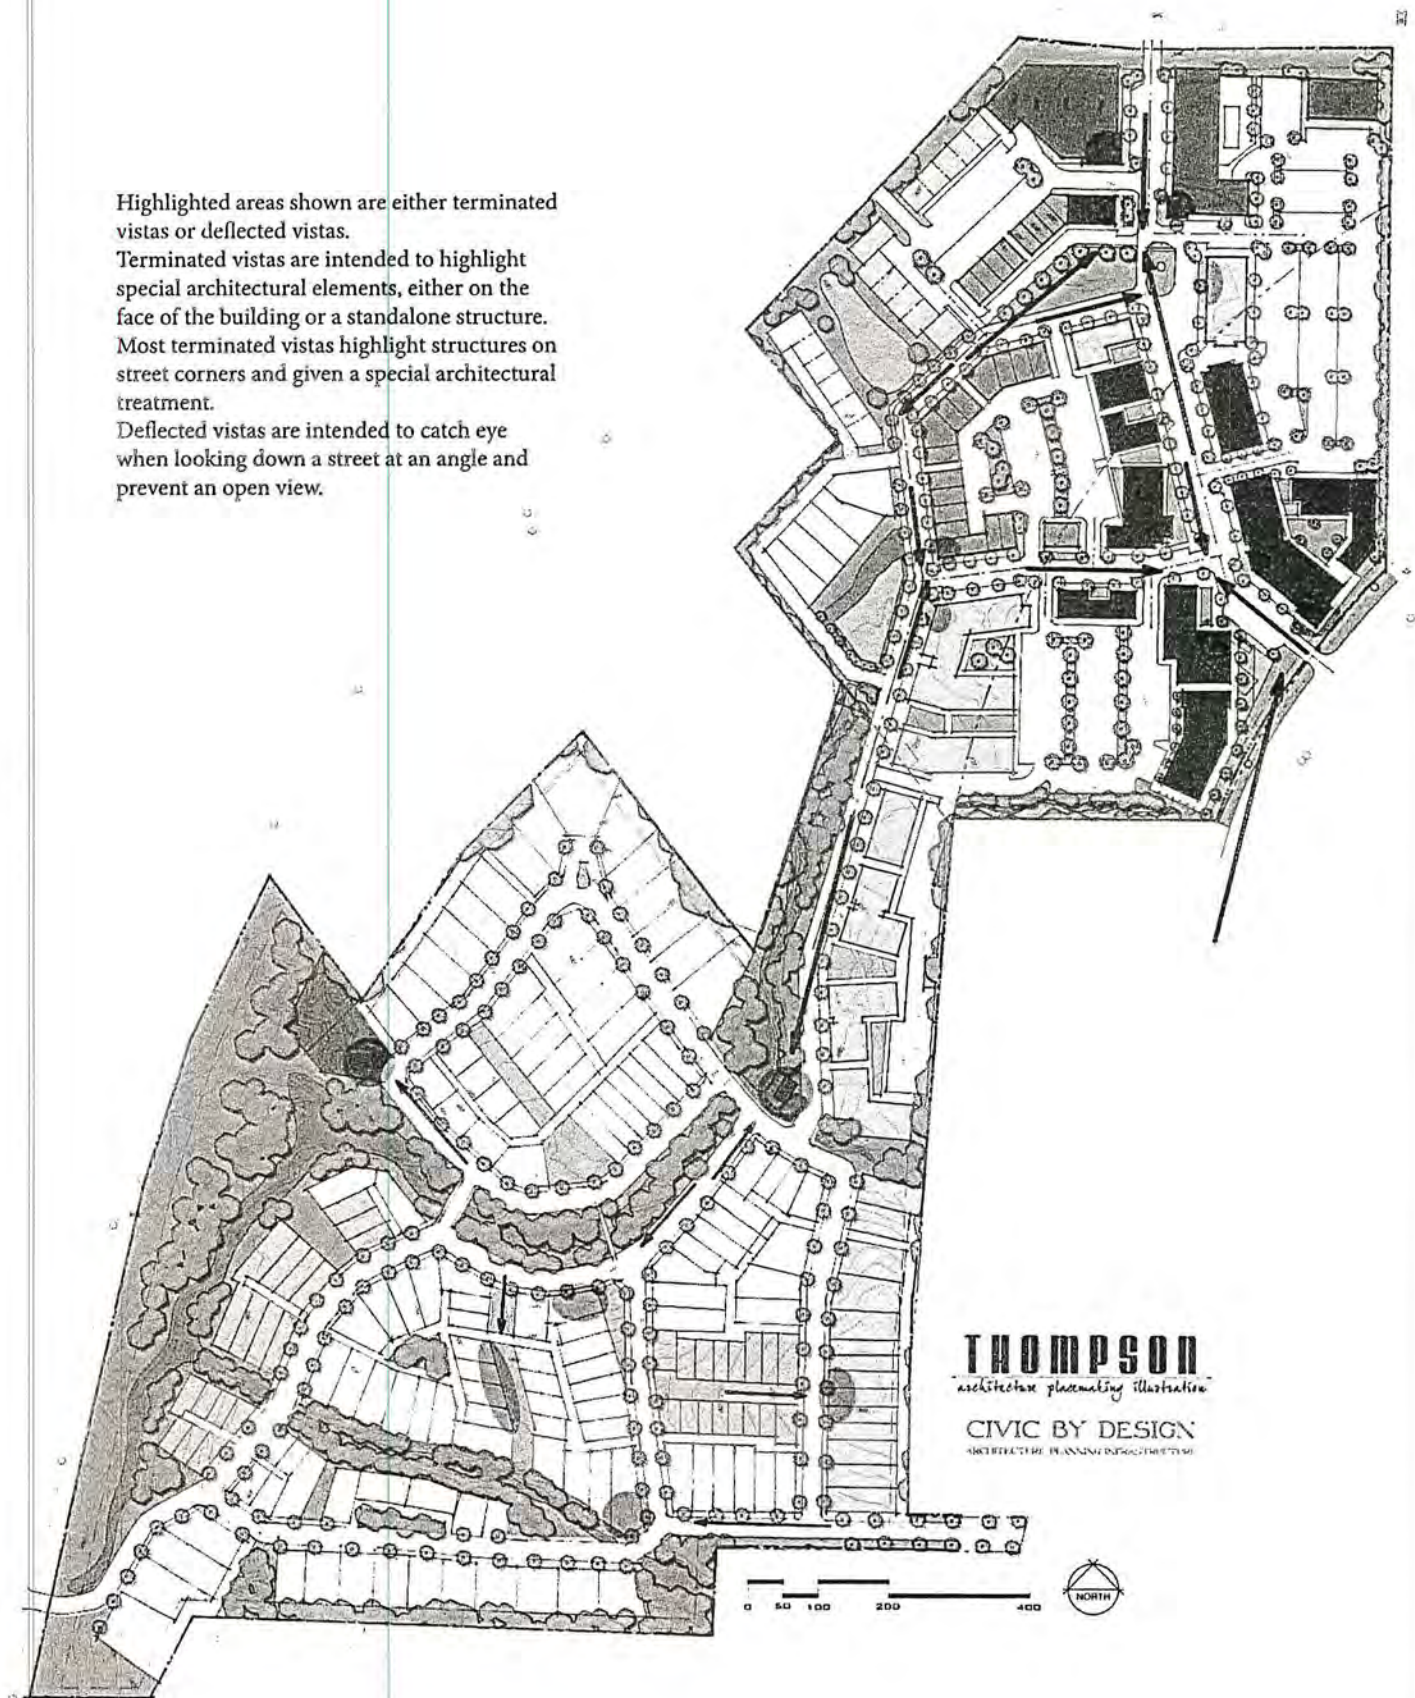 Highlighted areas shown are either terminated
vistas or deflected vistas.
Terminated vistas are intended to highlight
special architectural elements, either on the
face of the building or a standalone structure.
Most terminated vistas highlight structures on
street corners and given a special architectural
treatment.
Deflected vistas are intended to catch eye
when looking down a street at an angle and
prevent an open view.
THOMPSON
architecture placemaking illustration
CIVIC BY DESIGN
ARCHITECTURE PLANNING INFRASTRUCTURE
0 50 100 200 400
NORTH